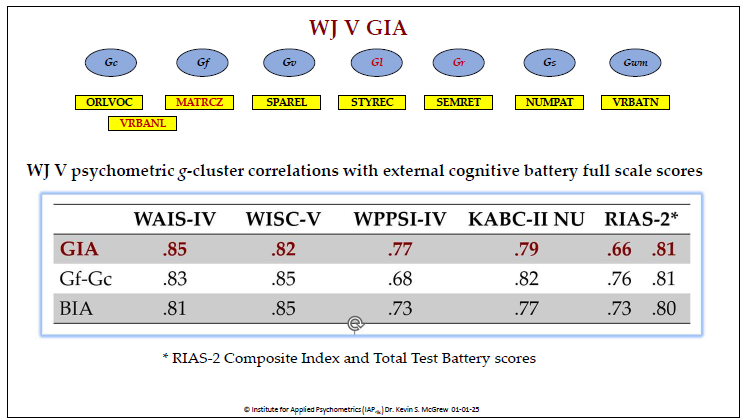 WJ V GIA
Gc Gf Gv Gl Gr Gs Gwm
ORLVOC MATRCZ SPAREL STYREC SEMRET NUMPAT VRBATN
VRBANL
WJ V psychometric g-cluster correlations with external cognitive battery full scale scores
WAIS-IV WISC-V WPPSI-IV KABC-II NU RIAS-2*
GIA .85 .82 .77 .79 .66 .81
Gf-Gc .83 .85 .68 .82 .76 .81
BIA .81 .85 .73 .77 .73 .80
* RIAS-2 Composite Index and Total Test Battery scores
© Institute for Applied Psychometrics (IAP) Dr. Kevin S. McGrew 01-01-25